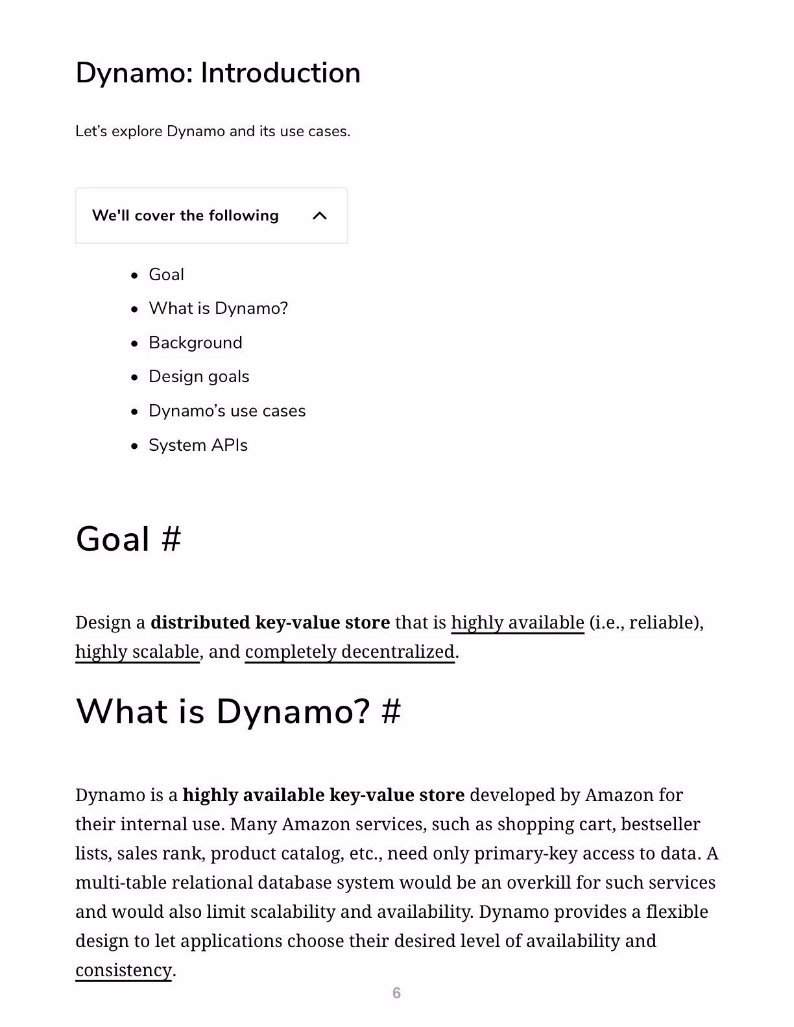 Dynamo: Introduction
Let’s explore Dynamo and its use cases.
We'll cover the following
• Goal
• What is Dynamo?
• Background
• Design goals
• Dynamo’s use cases
• System APIs
Goal #
Design a distributed key-value store that is highly available (i.e., reliable),
highly scalable, and completely decentralized.
What is Dynamo? #
Dynamo is a highly available key-value store developed by Amazon for
their internal use. Many Amazon services, such as shopping cart, bestseller
lists, sales rank, product catalog, etc., need only primary-key access to data. A
multi-table relational database system would be an overkill for such services
and would also limit scalability and availability. Dynamo provides a flexible
design to let applications choose their desired level of availability and
consistency.
6